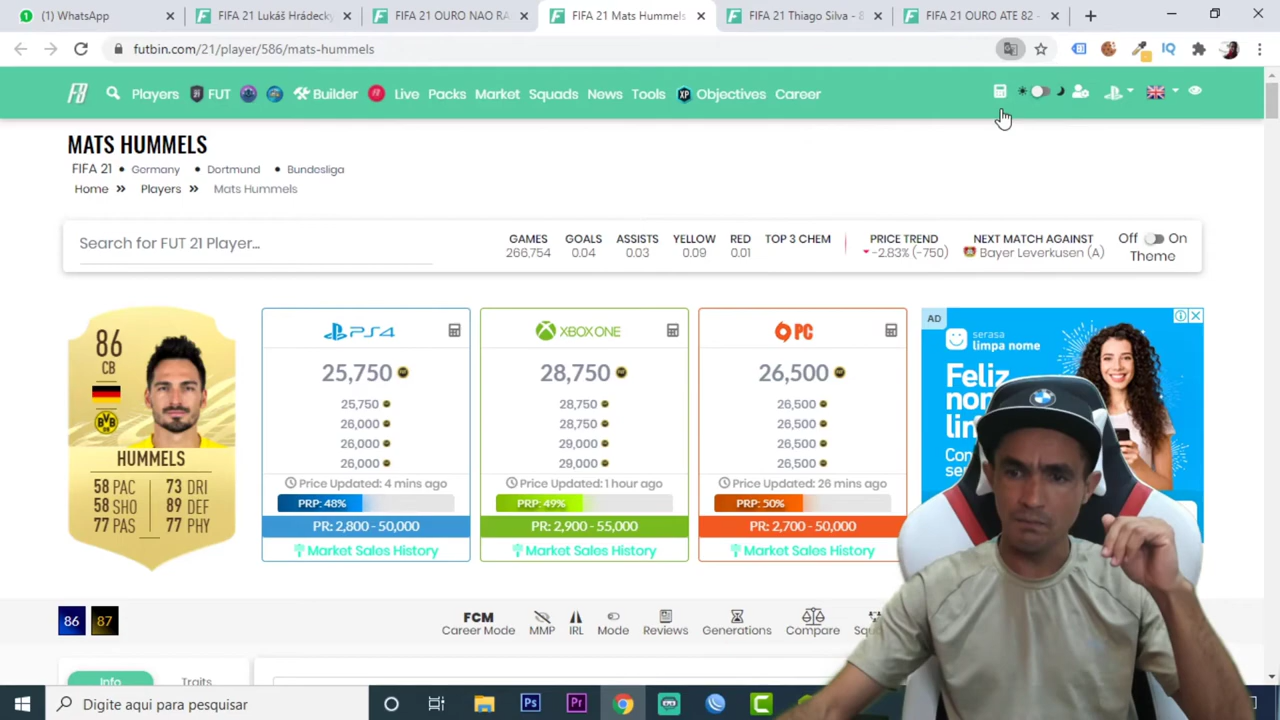 (1) WhatsApp
FIFA 21 Lukáš Hrádecky
FIFA 21 OURO NAO RA
FIFA 21 Mats Hummels
FIFA 21 Thiago Silva - 8
FIFA 21 OURO ATE 82 -
futbin.com/21/player/586/mats-hummels
IQ
Players
FUT
Builder
Live
Packs
Market
Squads
News
Tools
XP
Objectives
Career
MATS HUMMELS
FIFA 21 • Germany • Dortmund • Bundesliga
Home » Players » Mats Hummels
Search for FUT 21 Player...
GAMES GOALS ASSISTS YELLOW RED TOP 3 CHEM
266,754 0.04 0.03 0.09 0.01
PRICE TREND
-2.83% (-750)
NEXT MATCH AGAINST
Bayer Leverkusen (A)
Off On
Theme
86
CB
BVB
09
HUMMELS
58 PAC 73 DRI
58 SHO 89 DEF
77 PAS 77 PHY
PS4
25,750
25,750
26,000
26,000
26,000
Price Updated: 4 mins ago
PRP: 48%
PR: 2,800 - 50,000
Market Sales History
XBOX ONE
28,750
28,750
28,750
29,000
29,000
Price Updated: 1 hour ago
PRP: 49%
PR: 2,900 - 55,000
Market Sales History
PC
26,500
26,500
26,500
26,500
26,500
Price Updated: 26 mins ago
PRP: 50%
PR: 2,700 - 50,000
Market Sales History
AD
serasa
limpa nome
Feliz
86 87
FCM
Career Mode
MMP
IRL
Mode
Reviews
Generations
Compare
Info
Traits
Digite aqui para pesquisar
Ps
Pr